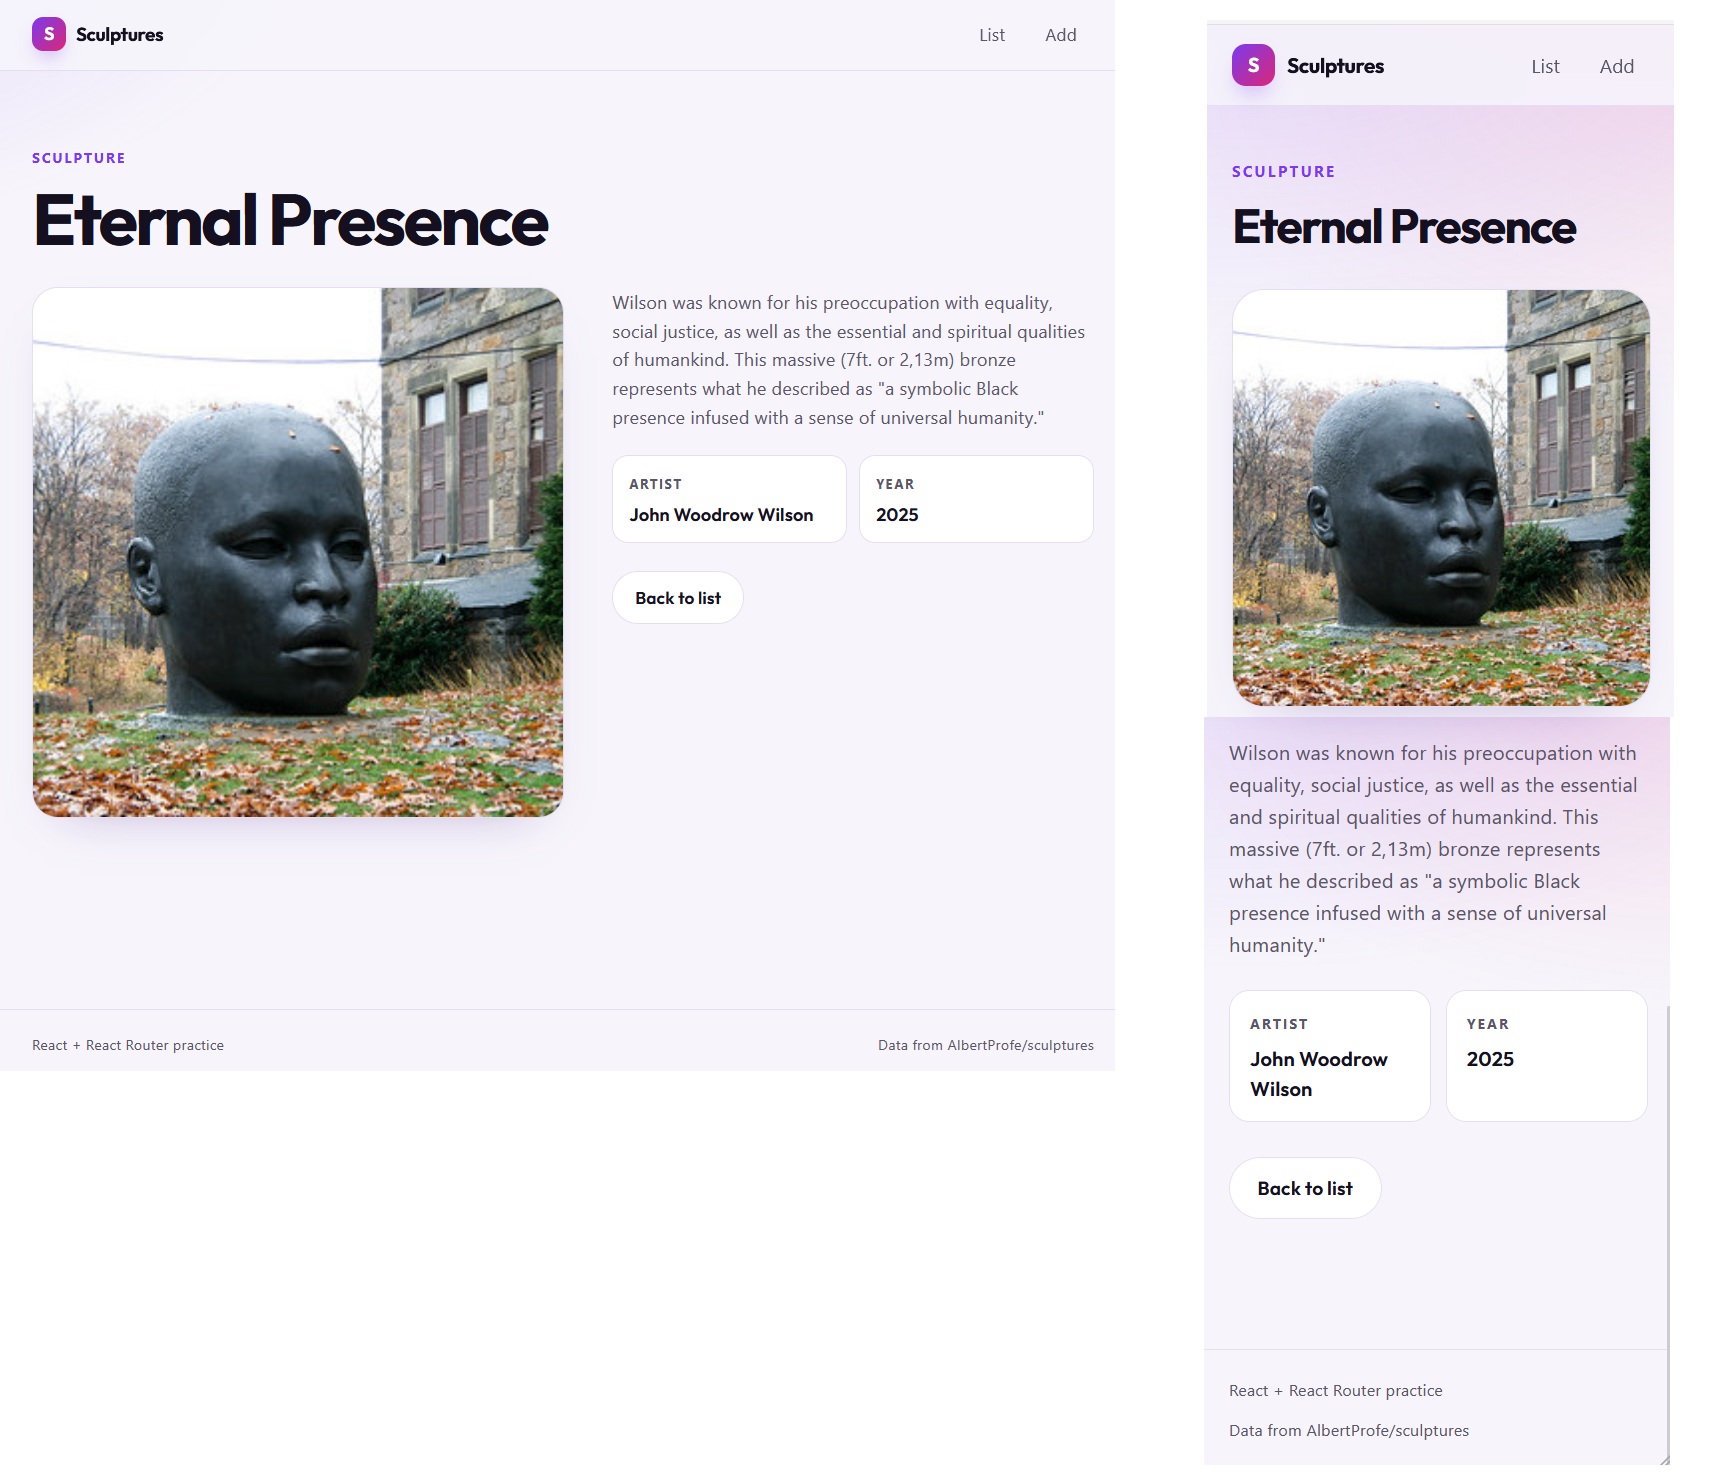 S Sculptures
List Add
SCULPTURE
Eternal Presence
Wilson was known for his preoccupation with equality,
social justice, as well as the essential and spiritual qualities
of humankind. This massive (7ft. or 2,13m) bronze
represents what he described as "a symbolic Black
presence infused with a sense of universal humanity."
ARTIST
John Woodrow Wilson
YEAR
2025
Back to list
React + React Router practice
Data from AlbertProfe/sculptures
S Sculptures
List Add
SCULPTURE
Eternal Presence
Wilson was known for his preoccupation with
equality, social justice, as well as the essential
and spiritual qualities of humankind. This
massive (7ft. or 2,13m) bronze represents
what he described as "a symbolic Black
presence infused with a sense of universal
humanity."
ARTIST
John Woodrow
Wilson
YEAR
2025
Back to list
React + React Router practice
Data from AlbertProfe/sculptures